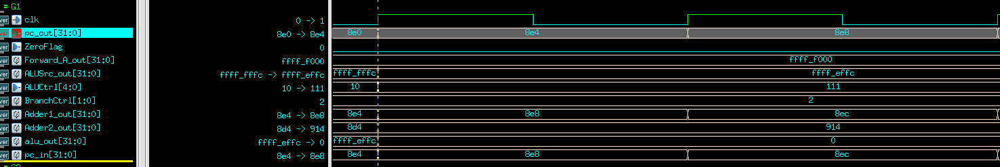 = G1
ver clk 0 -> 1
ver pc_out[31:0] 8e0 -> 8e4 8e0 8e4 8e8
ver ZeroFlag 0
ver Forward_A_out[31:0] ffff_f000 ffff_f000
ver ALUSrc_out[31:0] ffff_fffc -> ffff_effc ffff_fffc ffff_effc
ver ALUCtrl[4:0] 10 -> 111 10 111
ver BranchCtrl[1:0] 2 2
ver Adder1_out[31:0] 8e4 -> 8e8 8e4 8e8 8ec
ver Adder2_out[31:0] 8d4 -> 914 8d4 914
ver alu_out[31:0] ffff_effc -> 0 ffff_effc 0
ver pc_in[31:0] 8e4 -> 8e8 8e4 8e8 8ec